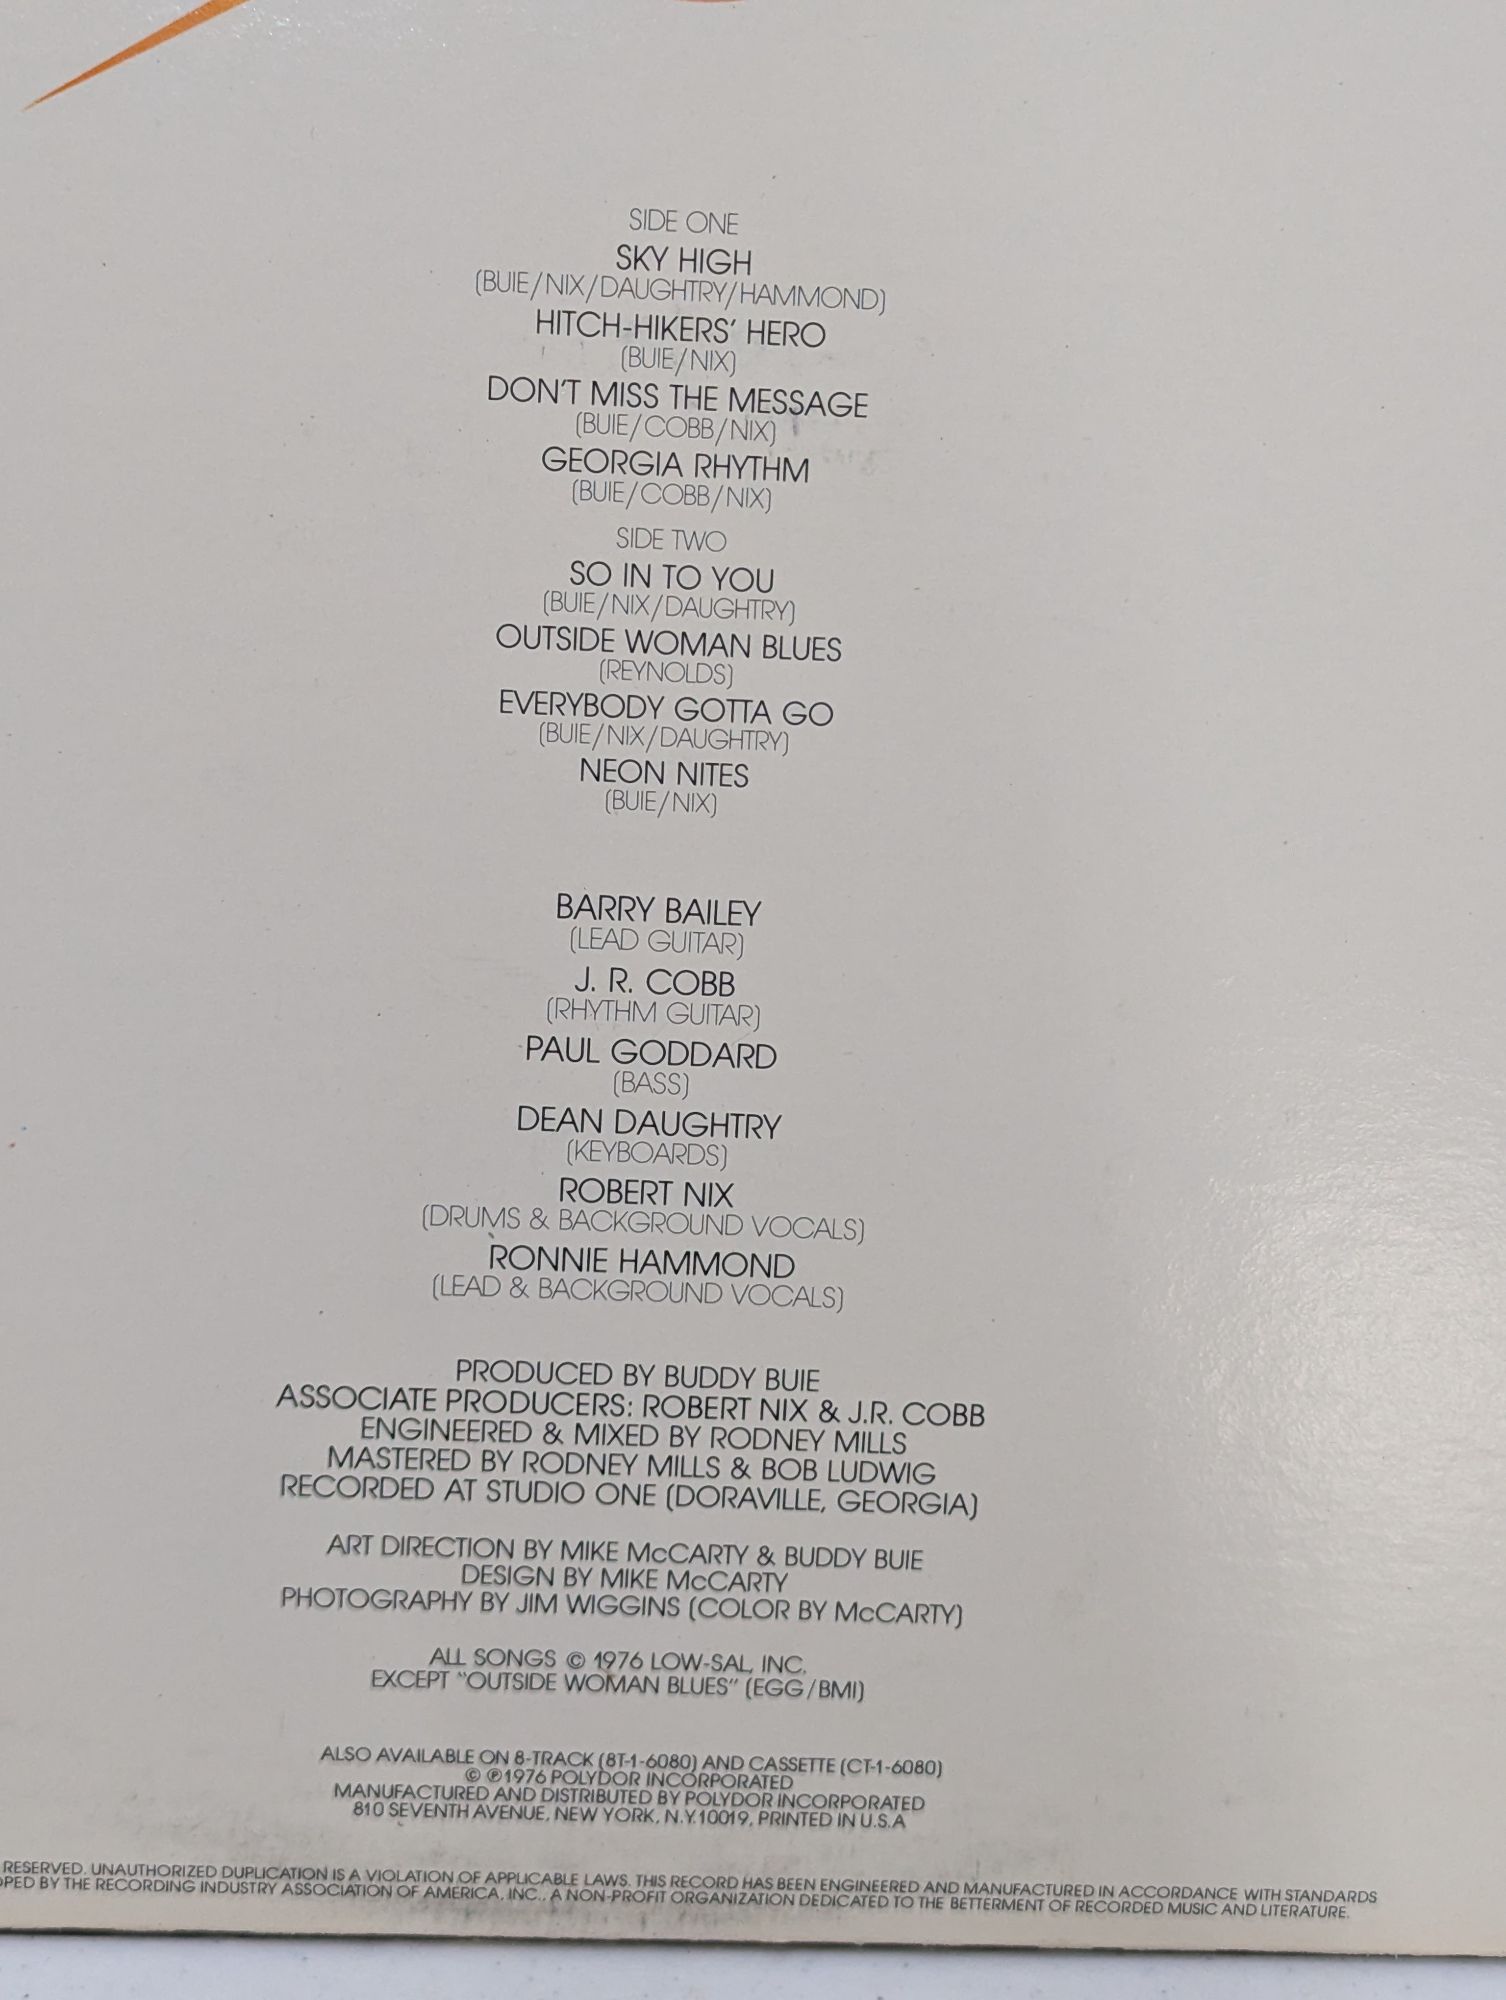 SIDE ONE
SKY HIGH
(BUIE/NIX/DAUGHTRY/HAMMOND)
HITCH-HIKERS' HERO
(BUIE/NIX)
DON'T MISS THE MESSAGE
(BUIE/COBB/NIX)
GEORGIA RHYTHM
(BUIE/COBB/NIX)
SIDE TWO
SO IN TO YOU
(BUIE/NIX/DAUGHTRY)
OUTSIDE WOMAN BLUES
(REYNOLDS)
EVERYBODY GOTTA GO
(BUIE/NIX/DAUGHTRY)
NEON NITES
(BUIE/NIX)
BARRY BAILEY
(LEAD GUITAR)
J. R. COBB
(RHYTHM GUITAR)
PAUL GODDARD
(BASS)
DEAN DAUGHTRY
(KEYBOARDS)
ROBERT NIX
(DRUMS & BACKGROUND VOCALS)
RONNIE HAMMOND
(LEAD & BACKGROUND VOCALS)
PRODUCED BY BUDDY BUIE
ASSOCIATE PRODUCERS: ROBERT NIX & J.R. COBB
ENGINEERED & MIXED BY RODNEY MILLS
MASTERED BY RODNEY MILLS & BOB LUDWIG
RECORDED AT STUDIO ONE (DORAVILLE, GEORGIA)
ART DIRECTION BY MIKE McCARTY & BUDDY BUIE
DESIGN BY MIKE McCARTY
PHOTOGRAPHY BY JIM WIGGINS (COLOR BY McCARTY)
ALL SONGS © 1976 LOW-SAL, INC.
EXCEPT "OUTSIDE WOMAN BLUES" (EGG/BMI)
ALSO AVAILABLE ON 8-TRACK (8T-1-6080) AND CASSETTE (CT-1-6080)
© ℗ 1976 POLYDOR INCORPORATED
MANUFACTURED AND DISTRIBUTED BY POLYDOR INCORPORATED
810 SEVENTH AVENUE, NEW YORK, N.Y. 10019, PRINTED IN U.S.A
RESERVED. UNAUTHORIZED DUPLICATION IS A VIOLATION OF APPLICABLE LAWS. THIS RECORD HAS BEEN ENGINEERED AND MANUFACTURED IN ACCORDANCE WITH STANDARDS
BY THE RECORDING INDUSTRY ASSOCIATION OF AMERICA, INC., A NON-PROFIT ORGANIZATION DEDICATED TO THE BETTERMENT OF RECORDED MUSIC AND LITERATURE.